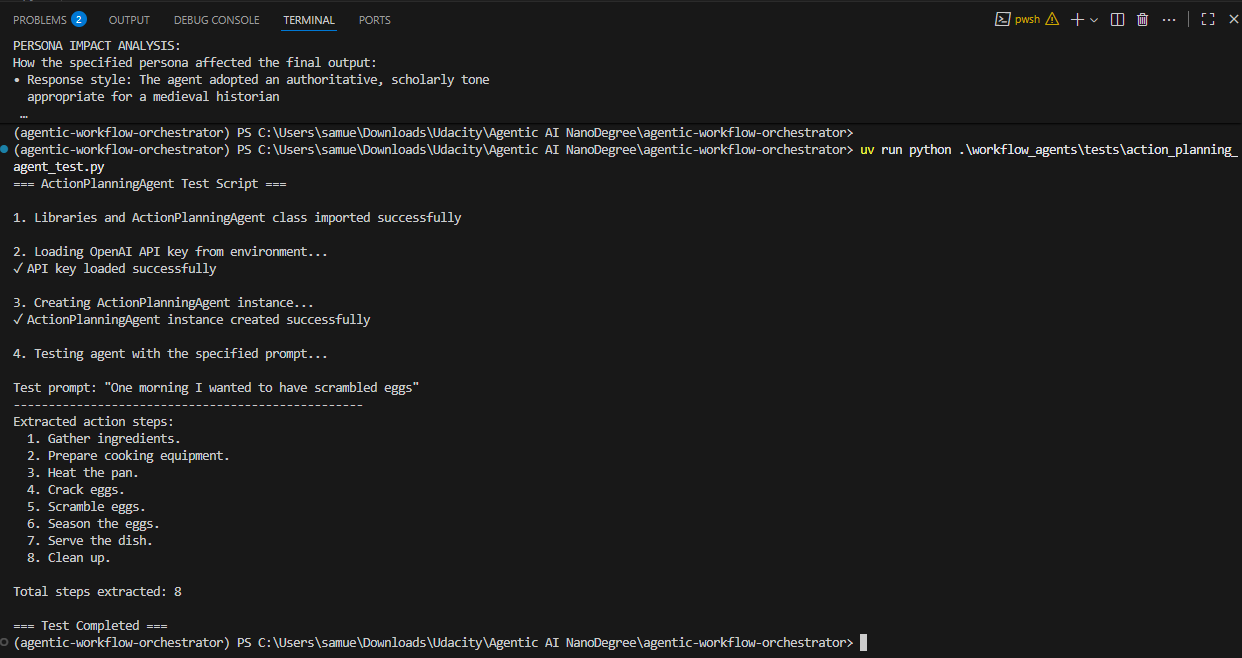 PROBLEMS 2 OUTPUT DEBUG CONSOLE TERMINAL PORTS pwsh
PERSONA IMPACT ANALYSIS:
How the specified persona affected the final output:
• Response style: The agent adopted an authoritative, scholarly tone
appropriate for a medieval historian
…
(agentic-workflow-orchestrator) PS C:\Users\samue\Downloads\Udacity\Agentic AI NanoDegree\agentic-workflow-orchestrator>
(agentic-workflow-orchestrator) PS C:\Users\samue\Downloads\Udacity\Agentic AI NanoDegree\agentic-workflow-orchestrator> uv run python .\workflow_agents\tests\action_planning_
agent_test.py
=== ActionPlanningAgent Test Script ===
1. Libraries and ActionPlanningAgent class imported successfully
2. Loading OpenAI API key from environment...
✓ API key loaded successfully
3. Creating ActionPlanningAgent instance...
✓ ActionPlanningAgent instance created successfully
4. Testing agent with the specified prompt...
Test prompt: "One morning I wanted to have scrambled eggs"
--------------------------------------------------
Extracted action steps:
1. Gather ingredients.
2. Prepare cooking equipment.
3. Heat the pan.
4. Crack eggs.
5. Scramble eggs.
6. Season the eggs.
7. Serve the dish.
8. Clean up.
Total steps extracted: 8
=== Test Completed ===
(agentic-workflow-orchestrator) PS C:\Users\samue\Downloads\Udacity\Agentic AI NanoDegree\agentic-workflow-orchestrator>